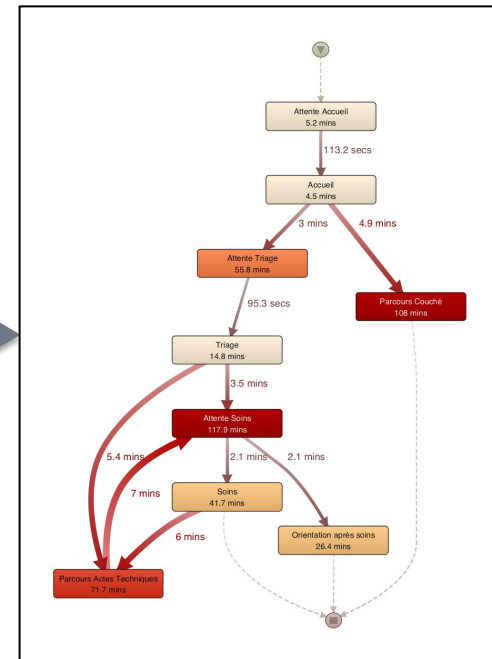 Attente Accueil
5.2 mins
113.2 secs
Accueil
4.5 mins
3 mins
4.9 mins
Attente Triage
55.8 mins
Parcours Couché
108 mins
95.3 secs
Triage
14.8 mins
3.5 mins
Attente Soins
117.9 mins
5.4 mins
2.1 mins
2.1 mins
7 mins
Soins
41.7 mins
6 mins
Orientation après soins
26.4 mins
Parcours Actes Techniques
71.7 mins